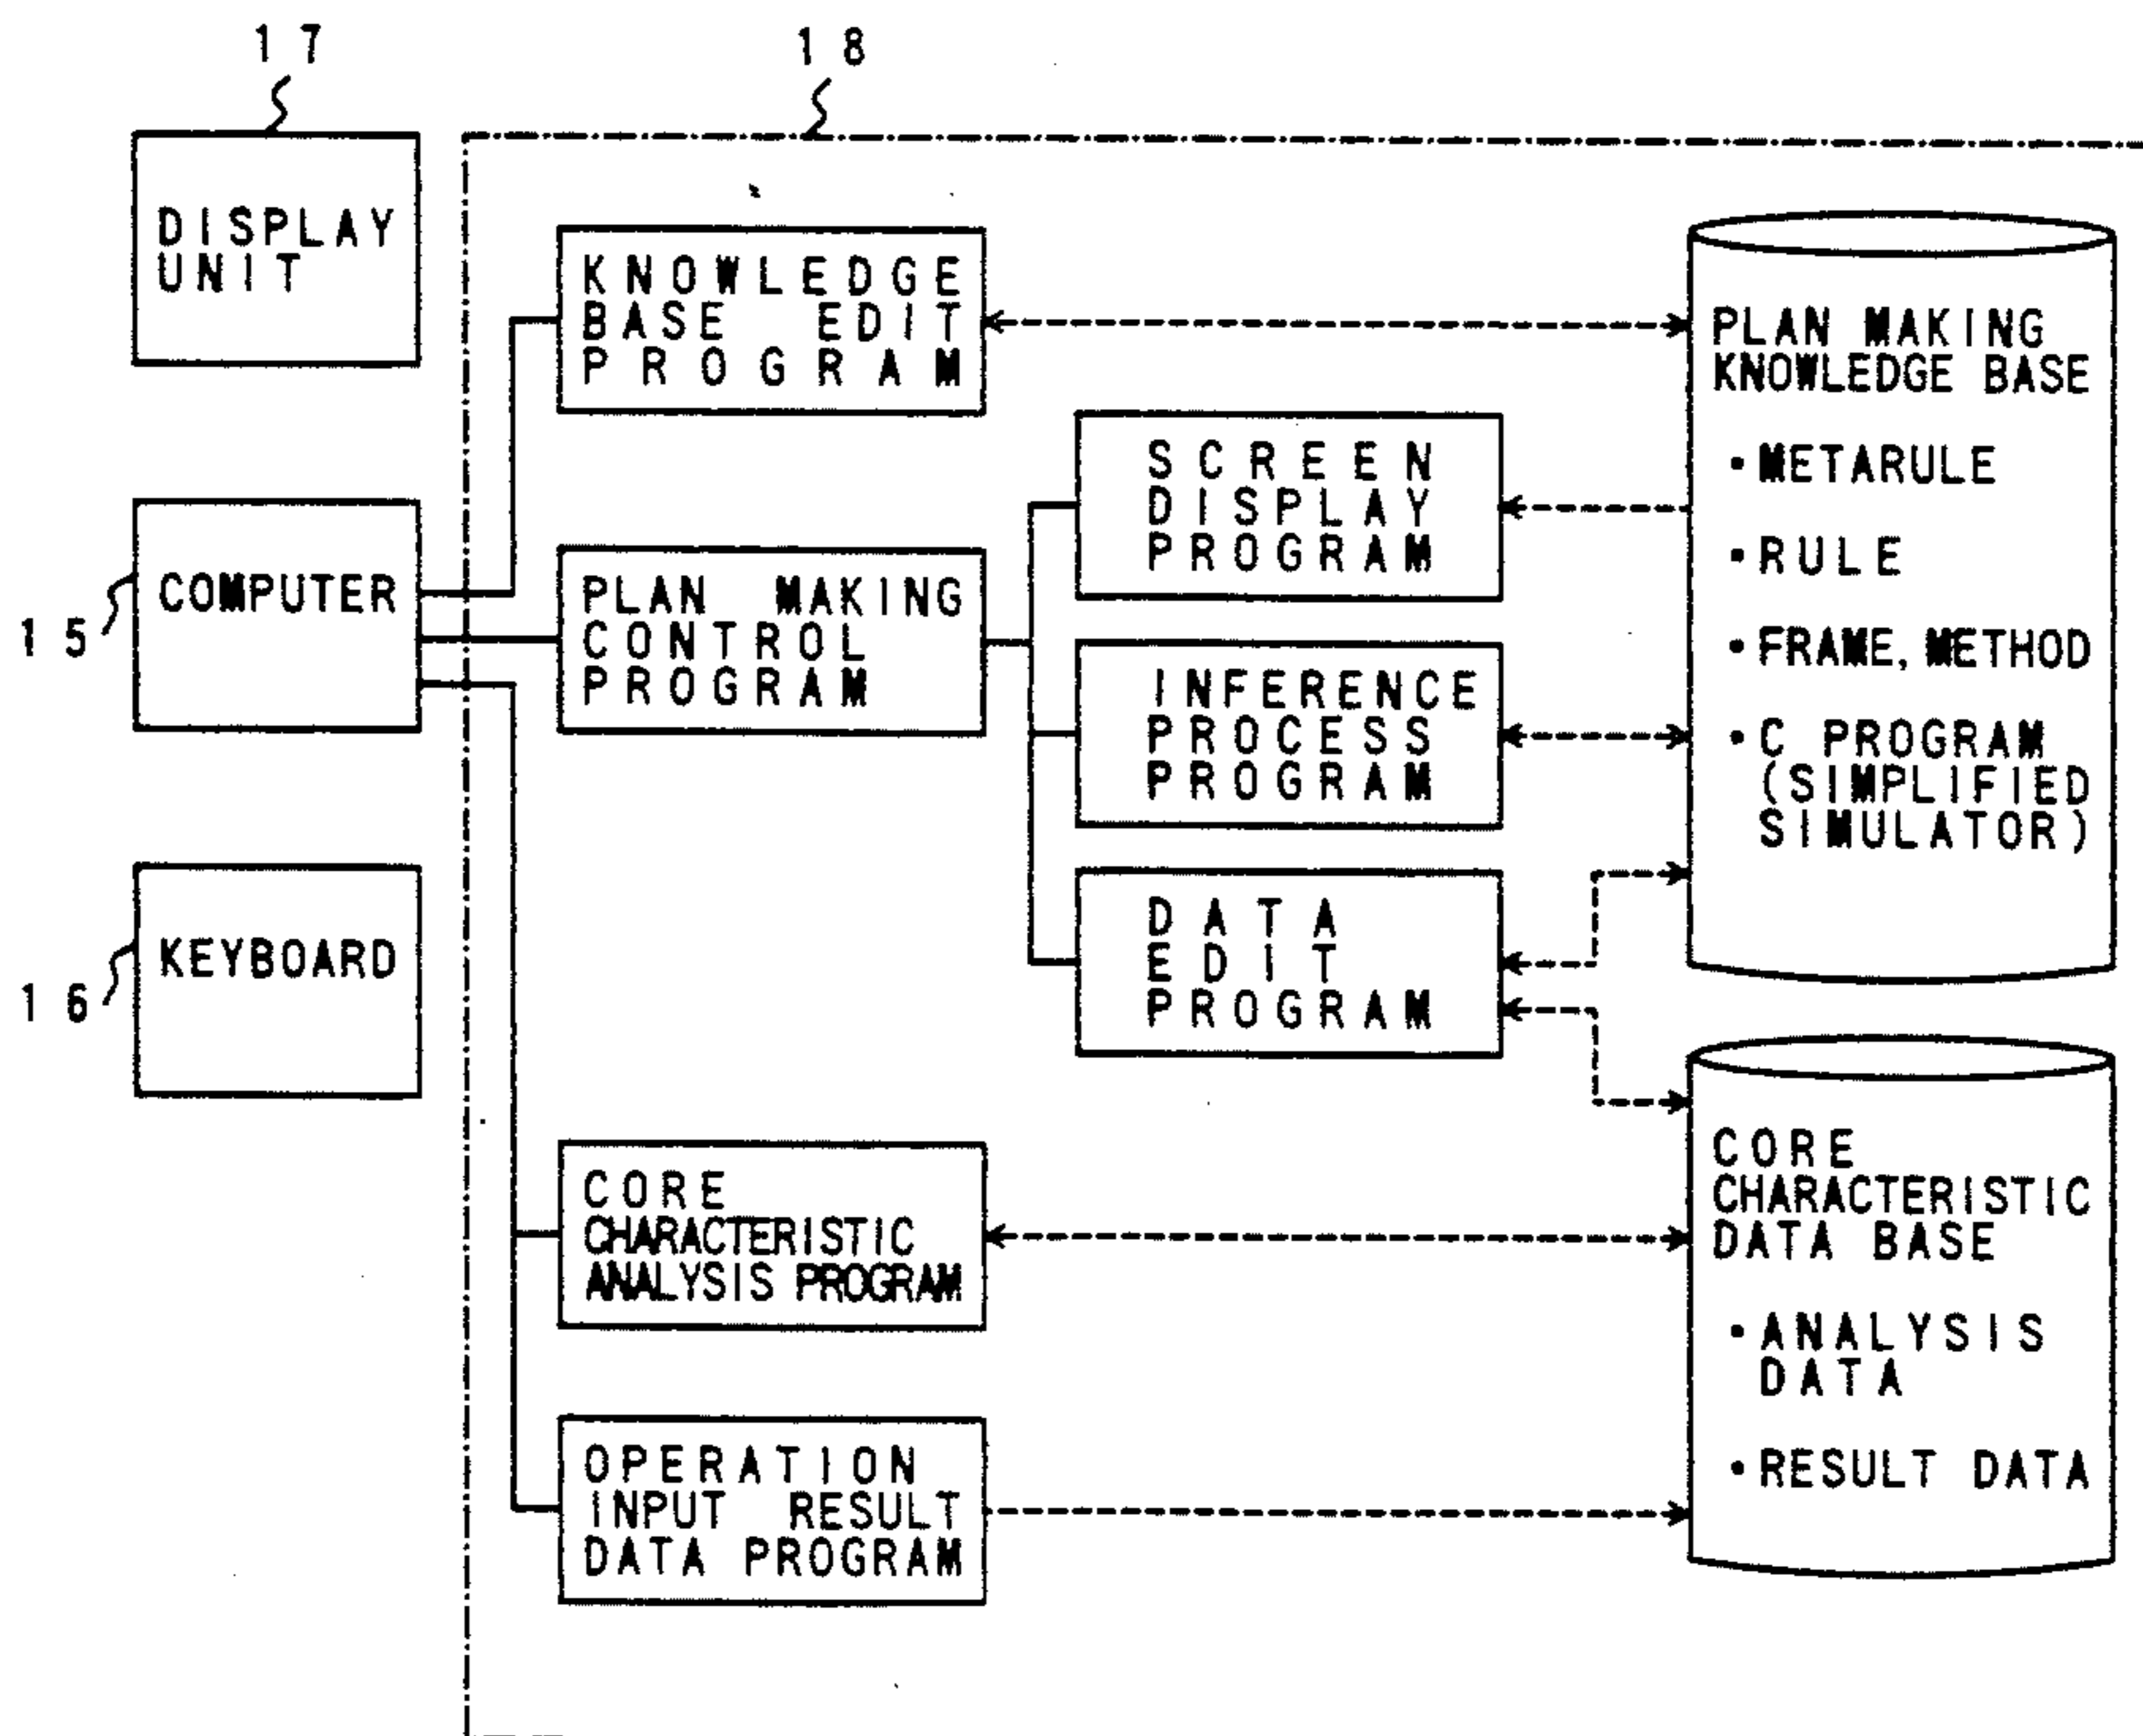 17
18
DISPLAY
UNIT
KNOWLEDGE
BASE EDIT
PROGRAM
PLAN MAKING
KNOWLEDGE BASE
•METARULE
•RULE
•FRAME, METHOD
•C PROGRAM
(SIMPLIFIED
SIMULATOR)
SCREEN
DISPLAY
PROGRAM
COMPUTER
15
PLAN MAKING
CONTROL
PROGRAM
INFERENCE
PROCESS
PROGRAM
KEYBOARD
16
DATA
EDIT
PROGRAM
CORE
CHARACTERISTIC
DATA BASE
•ANALYSIS
DATA
•RESULT DATA
CORE
CHARACTERISTIC
ANALYSIS PROGRAM
OPERATION
INPUT RESULT
DATA PROGRAM